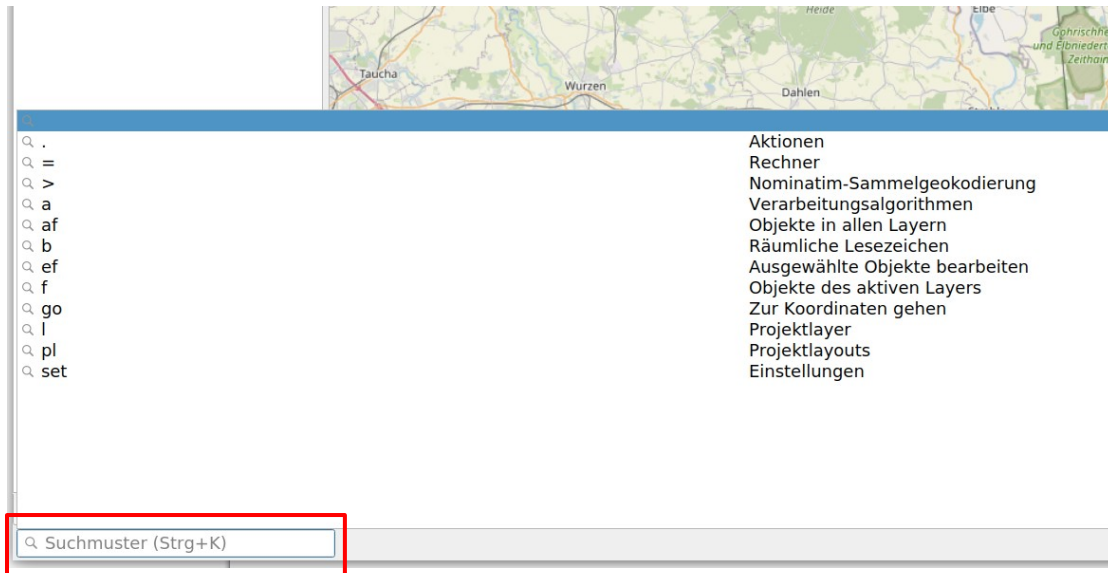 Heide
Elbe
Gohrischhe
und Elbniedert
Zeithain
Taucha
Wurzen
Dahlen
. Aktionen
= Rechner
> Nominatim-Sammelgeokodierung
a Verarbeitungsalgorithmen
af Objekte in allen Layern
b Räumliche Lesezeichen
ef Ausgewählte Objekte bearbeiten
f Objekte des aktiven Layers
go Zur Koordinaten gehen
l Projektlayer
pl Projektlayouts
set Einstellungen
Suchmuster (Strg+K)